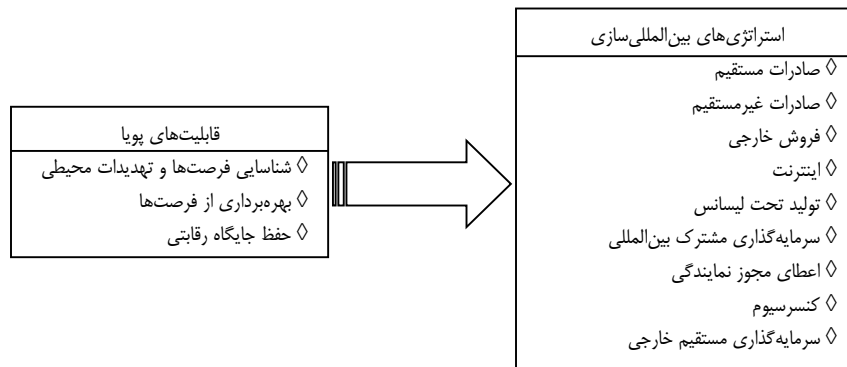 استراتژی‌های بین‌المللی‌سازی
◊ صادرات مستقیم
◊ صادرات غیرمستقیم
◊ فروش خارجی
◊ اینترنت
◊ تولید تحت لیسانس
◊ سرمایه‌گذاری مشترک بین‌المللی
◊ اعطای مجوز نمایندگی
◊ کنسرسیوم
◊ سرمایه‌گذاری مستقیم خارجی
قابلیت‌های پویا
◊ شناسایی فرصت‌ها و تهدیدات محیطی
◊ بهره‌برداری از فرصت‌ها
◊ حفظ جایگاه رقابتی